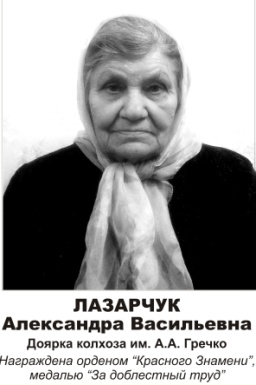 ЛАЗАРЧУК
Александра Васильевна
Доярка колхоза им. А.А. Гречко
Награждена орденом “Красного Знамени”,
медалью “За доблестный труд”